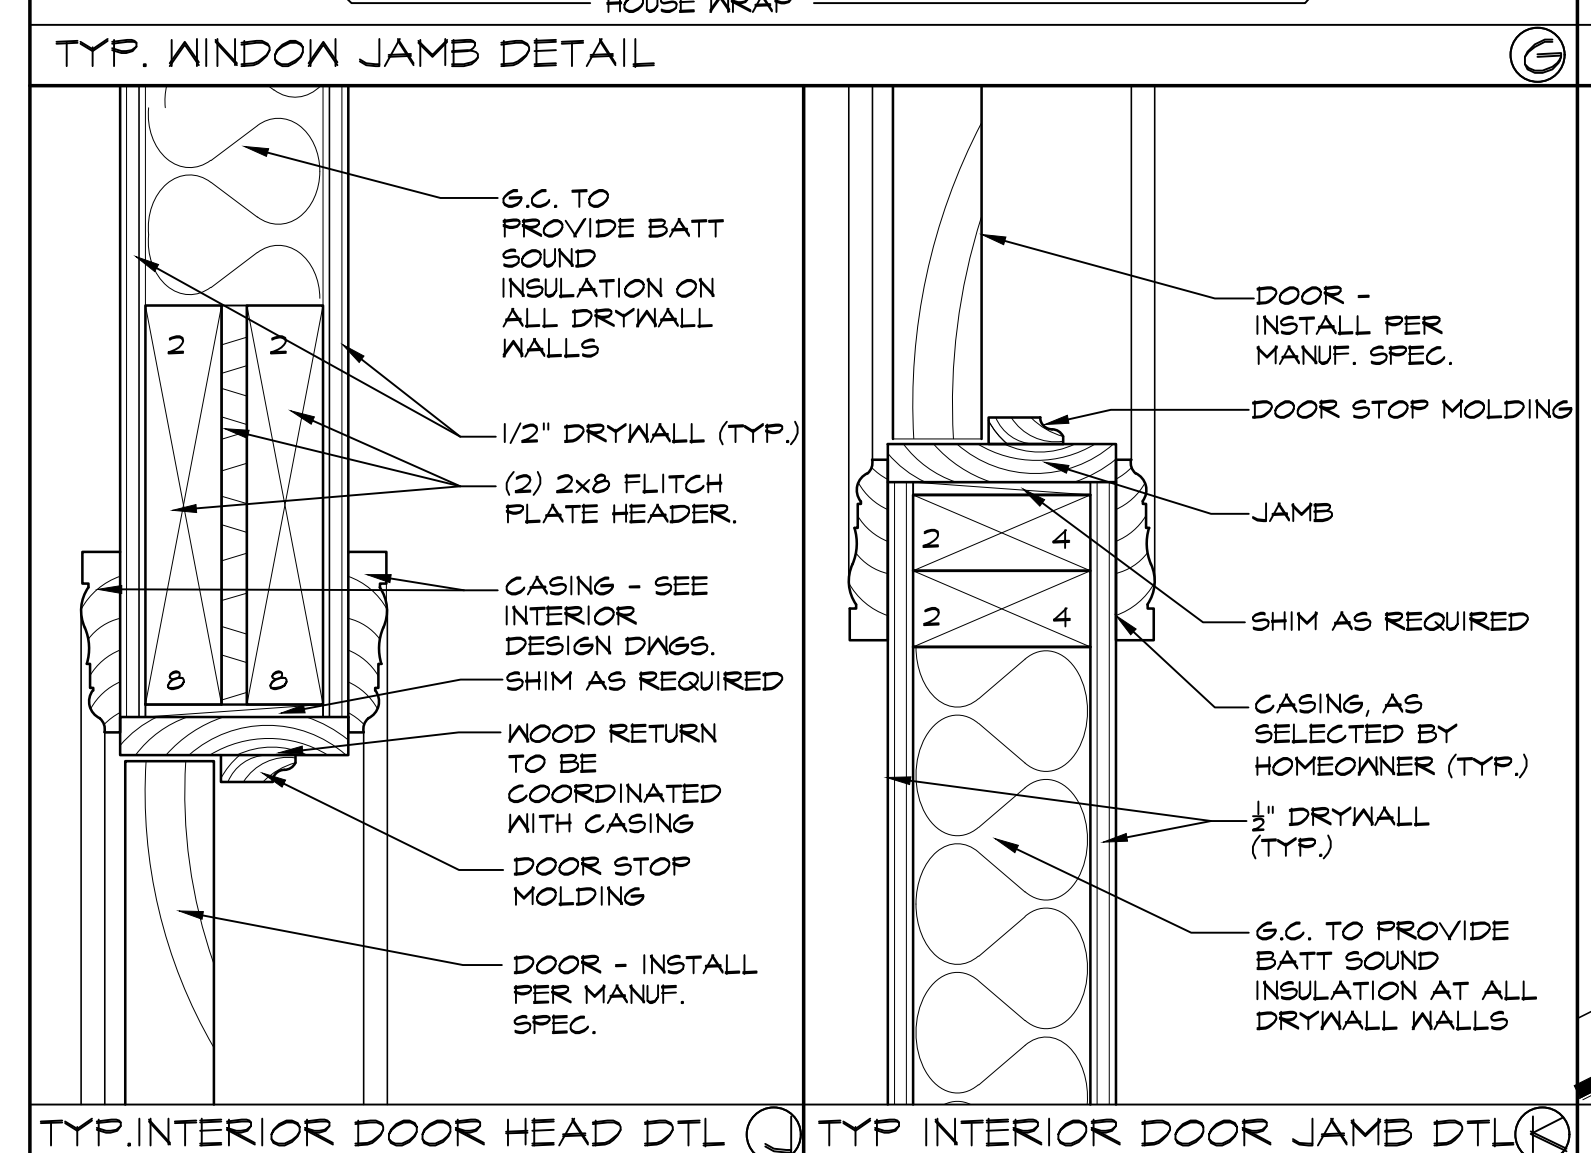 HOUSE WRAP
TYP. WINDOW JAMB DETAIL
G
G.C. TO
PROVIDE BATT
SOUND
INSULATION ON
ALL DRYWALL
WALLS
2 2
1/2" DRYWALL (TYP.)
(2) 2x8 FLITCH
PLATE HEADER.
CASING - SEE
INTERIOR
DESIGN DWGS.
8 8
SHIM AS REQUIRED
WOOD RETURN
TO BE
COORDINATED
WITH CASING
DOOR STOP
MOLDING
DOOR - INSTALL
PER MANUF.
SPEC.
TYP.INTERIOR DOOR HEAD DTL
J
DOOR -
INSTALL PER
MANUF. SPEC.
DOOR STOP MOLDING
JAMB
2 4
2 4
SHIM AS REQUIRED
CASING, AS
SELECTED BY
HOMEOWNER (TYP.)
½" DRYWALL
(TYP.)
G.C. TO PROVIDE
BATT SOUND
INSULATION AT ALL
DRYWALL WALLS
TYP INTERIOR DOOR JAMB DTL
K